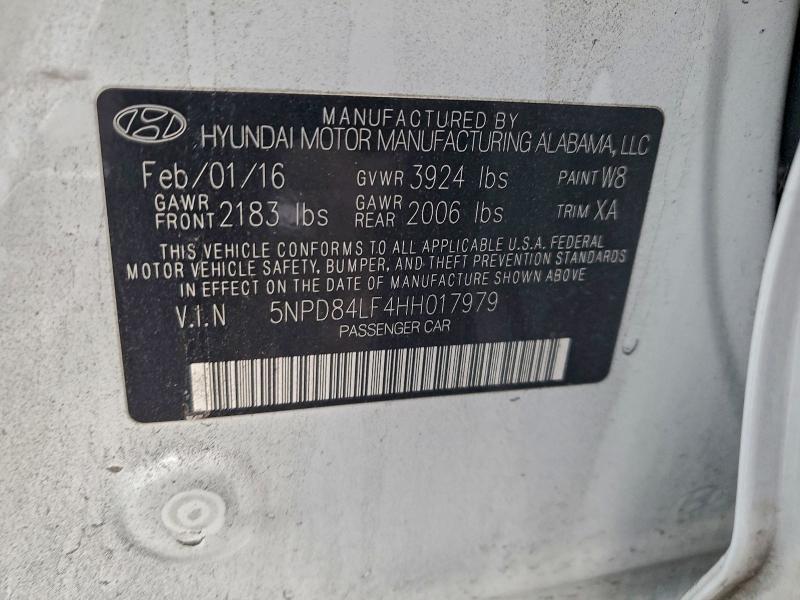 MANUFACTURED BY
HYUNDAI MOTOR MANUFACTURING ALABAMA, LLC
Feb/01/16 GVWR 3924 lbs PAINT W8
GAWR FRONT 2183 lbs GAWR REAR 2006 lbs TRIM XA
THIS VEHICLE CONFORMS TO ALL APPLICABLE U.S.A. FEDERAL
MOTOR VEHICLE SAFETY, BUMPER, AND THEFT PREVENTION STANDARDS
IN EFFECT ON THE DATE OF MANUFACTURE SHOWN ABOVE
V.I.N 5NPD84LF4HH017979
PASSENGER CAR